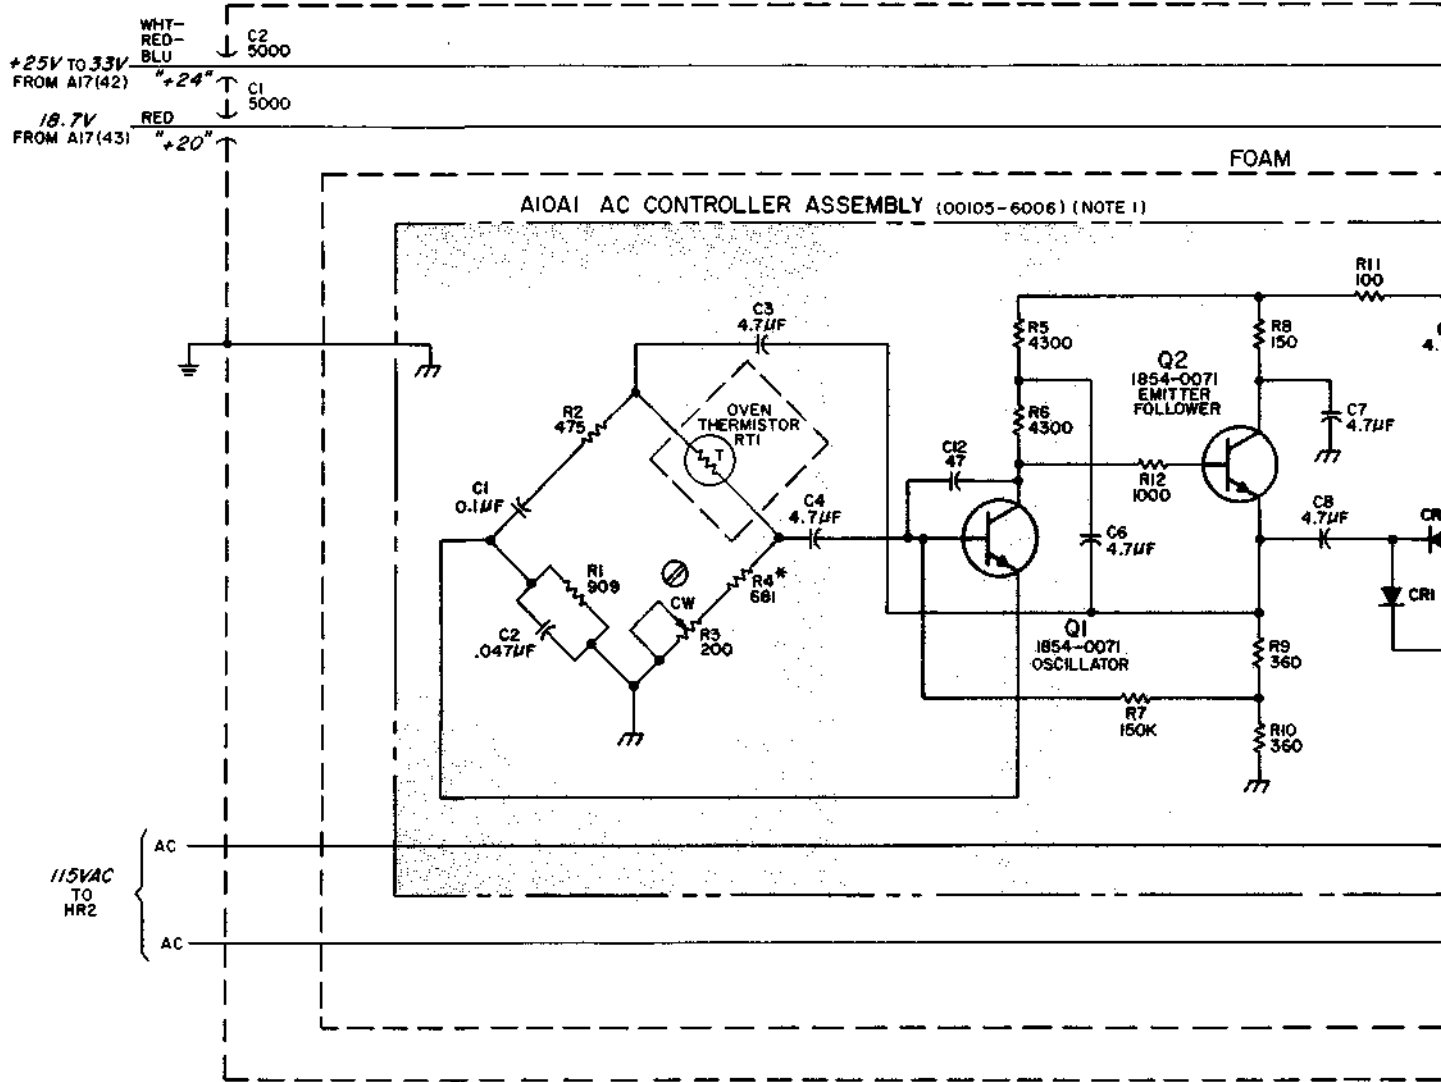 WHT-
RED-
BLU
C2
5000
+25V TO 33V
FROM A17(42)
"+24"
C1
5000
18.7V
FROM A17(43)
RED
"+20"
FOAM
A10A1 AC CONTROLLER ASSEMBLY (00105-6006) (NOTE 1)
R11
100
C3
4.7µF
R5
4300
R8
150
4.
Q2
1854-0071
EMITTER
FOLLOWER
R2
475
OVEN
THERMISTOR
RT1
T
R6
4300
C7
4.7µF
C12
47
R12
1000
C1
0.1µF
C4
4.7µF
C6
4.7µF
C8
4.7µF
CR
R1
909
CW
R4*
681
CR1
C2
.047µF
R3
200
Q1
1854-0071
OSCILLATOR
R9
360
R7
150K
R10
360
AC
115VAC
TO
HR2
AC